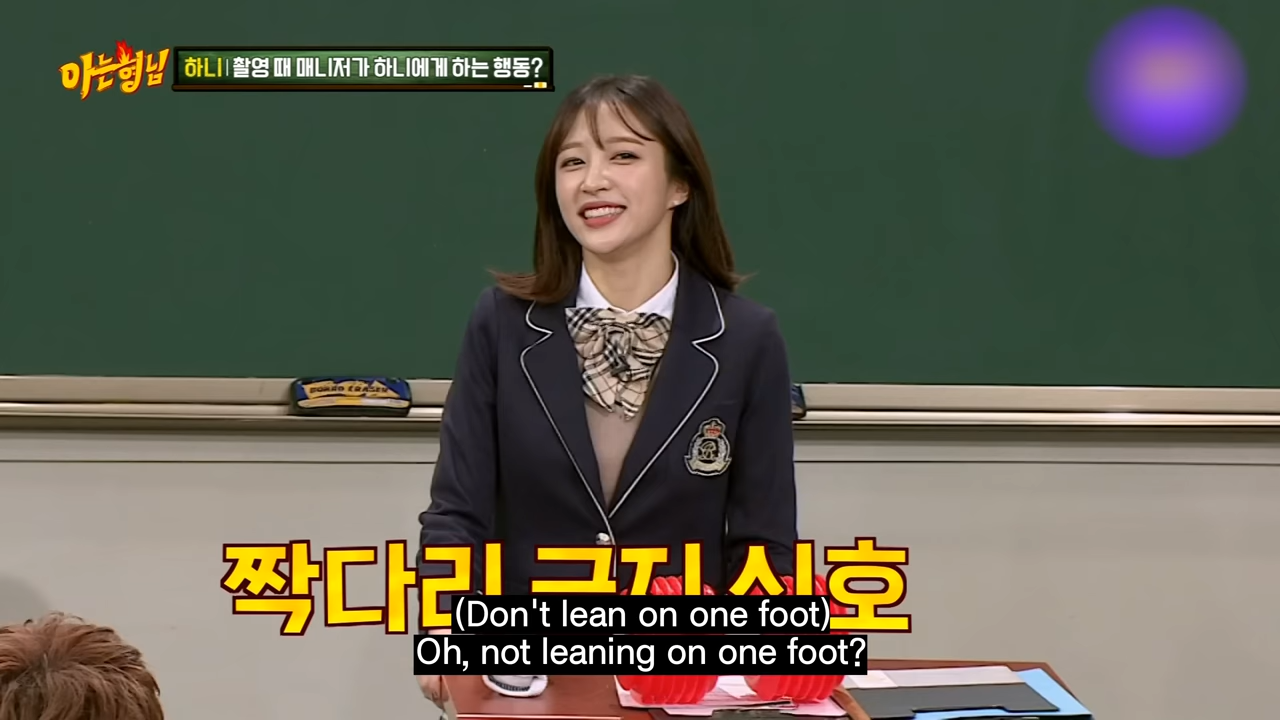 아는형님
하니 | 촬영 때 매니저가 하니에게 하는 행동?
BOARD ERASER
짝다리 금지 신호
(Don't lean on one foot)
Oh, not leaning on one foot?